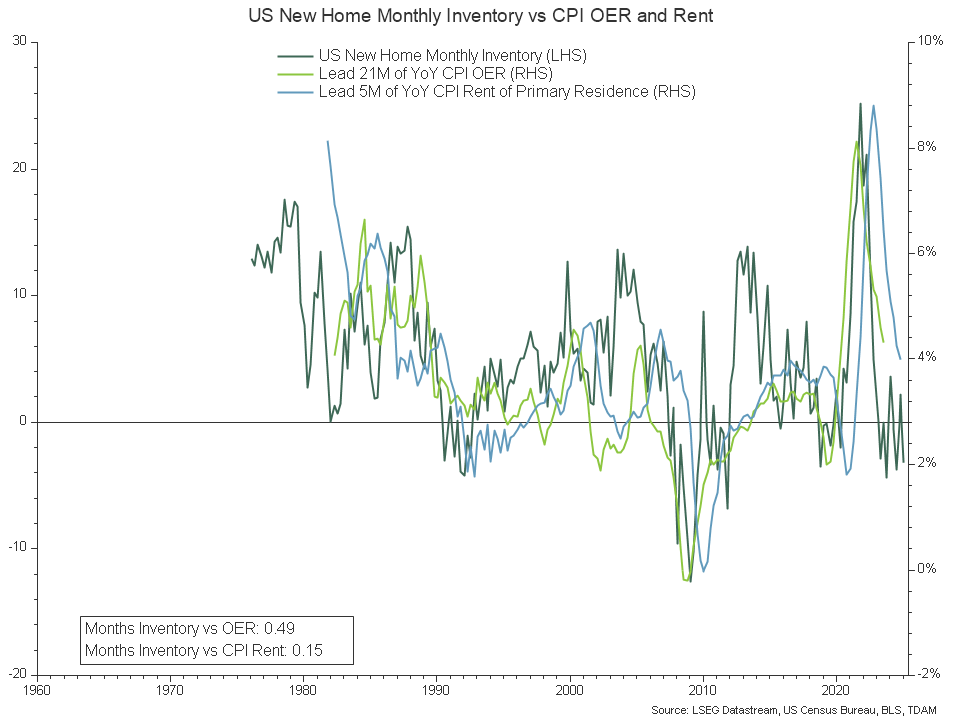 US New Home Monthly Inventory vs CPI OER and Rent
US New Home Monthly Inventory (LHS)
Lead 21M of YoY CPI OER (RHS)
Lead 5M of YoY CPI Rent of Primary Residence (RHS)
30
20
10
0
-10
-20
10%
8%
6%
4%
2%
0%
-2%
Months Inventory vs OER: 0.49
Months Inventory vs CPI Rent: 0.15
1960 1970 1980 1990 2000 2010 2020
Source: LSEG Datastream, US Census Bureau, BLS, TDAM